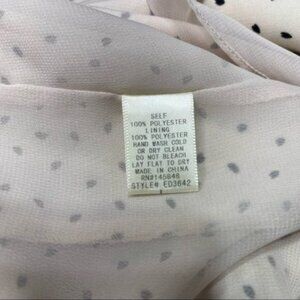 SELF
100% POLYESTER
LINING
100% POLYESTER
HAND WASH COLD
OR DRY CLEAN
DO NOT BLEACH
LAY FLAT TO DRY
MADE IN CHINA
RN#145848
STYLE# ED3642